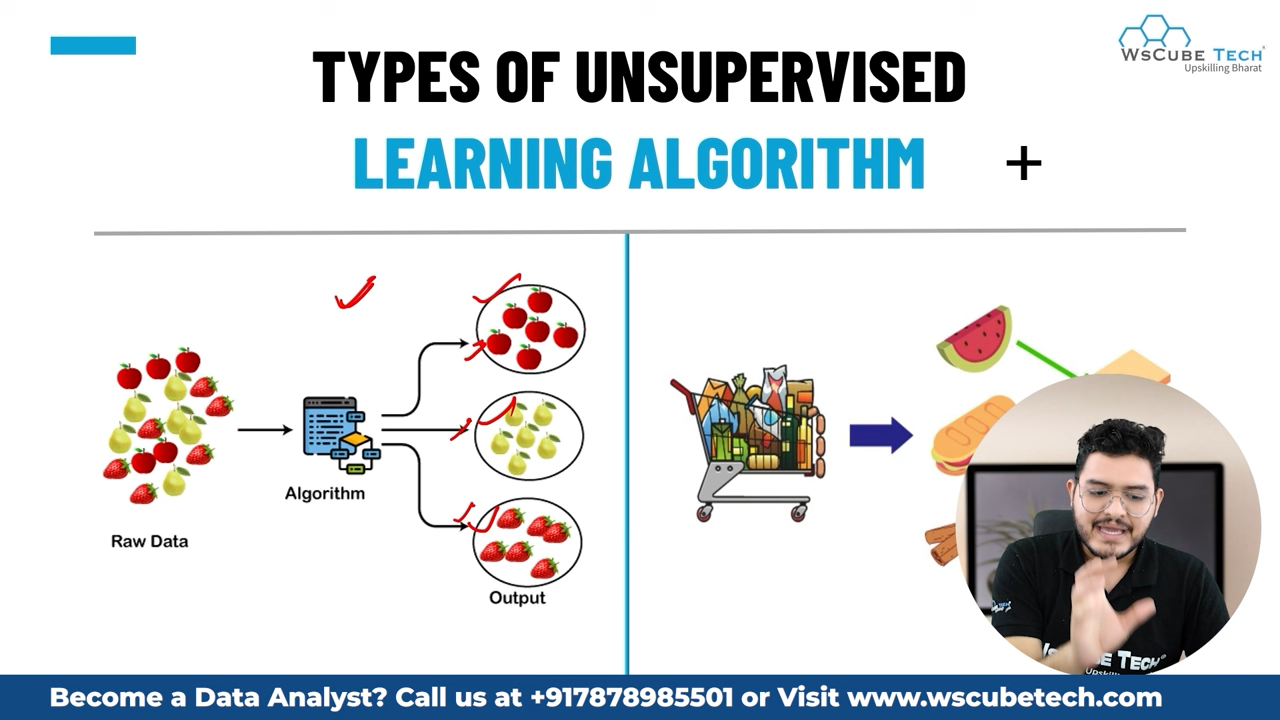 TYPES OF UNSUPERVISED
LEARNING ALGORITHM +
WSCUBE TECH
Upskilling Bharat
Algorithm
Raw Data
Output
Become a Data Analyst? Call us at +917878985501 or Visit www.wscubetech.com